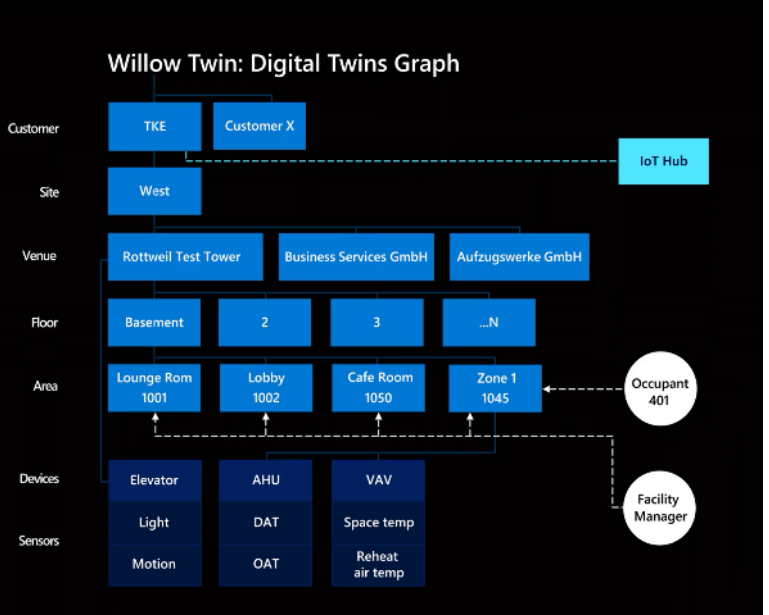 Willow Twin: Digital Twins Graph
Customer
TKE
Customer X
IoT Hub
Site
West
Venue
Rottweil Test Tower
Business Services GmbH
Aufzugswerke GmbH
Floor
Basement
2
3
...N
Area
Lounge Rom
1001
Lobby
1002
Cafe Room
1050
Zone 1
1045
Occupant
401
Devices
Elevator
AHU
VAV
Facility
Manager
Sensors
Light
DAT
Space temp
Motion
OAT
Reheat
air temp